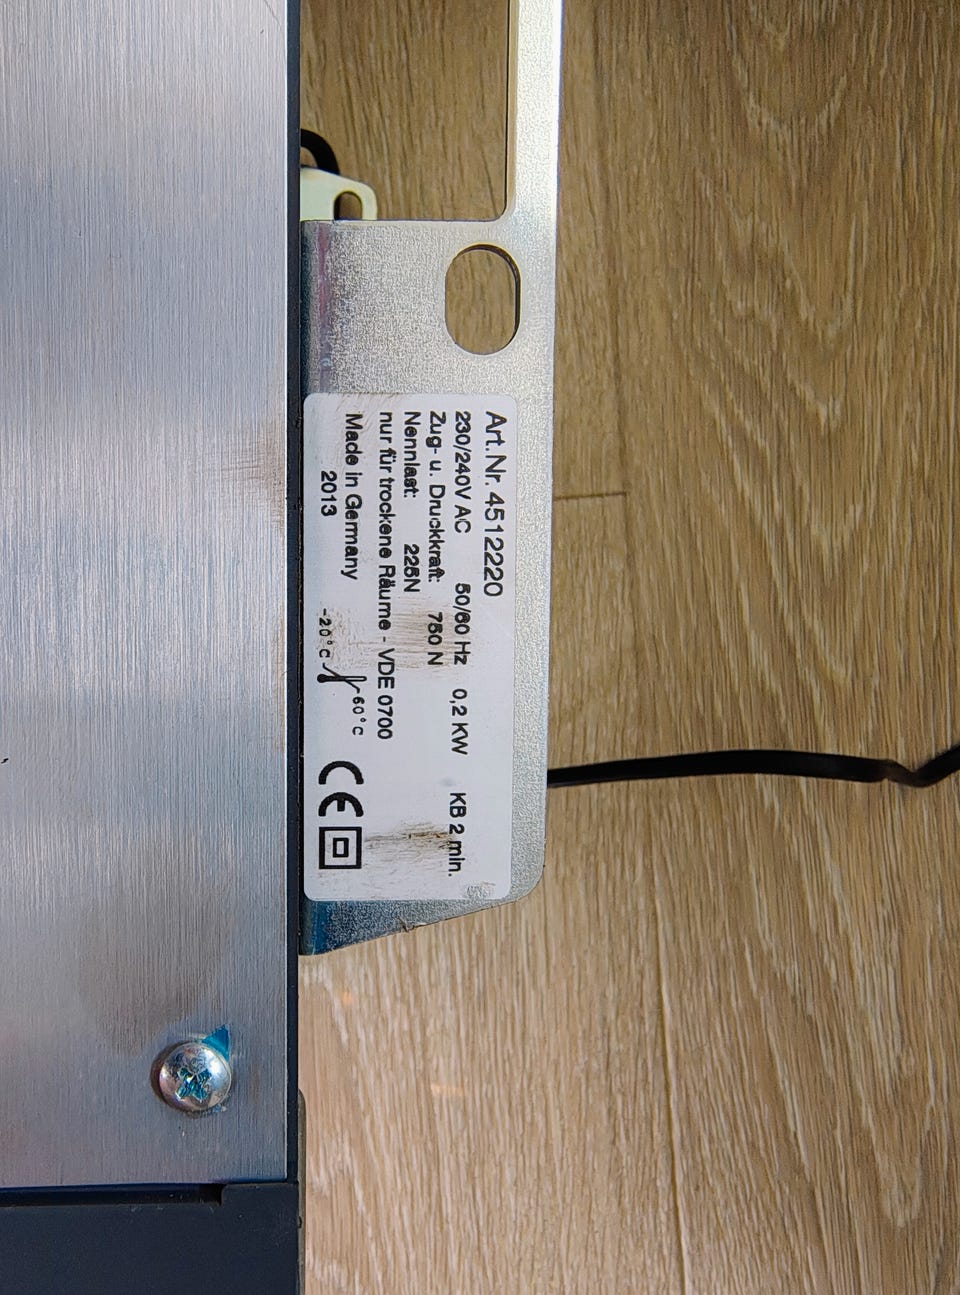 Art.Nr. 4512220
230/240V AC 50/60 Hz 0,2 KW KB 2 min.
Zug- u. Druckkraft: 750 N
Nennlast: 225N
nur für trockene Räume - VDE 0700
Made in Germany
2013
-20°C 60°C
CE